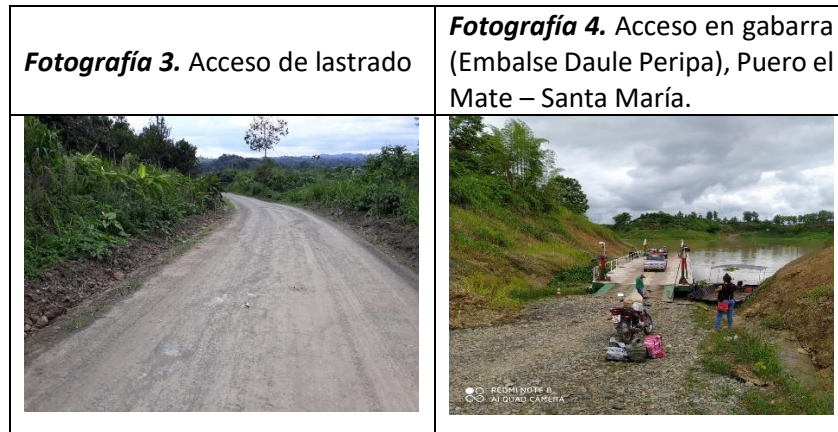 Fotografía 3. Acceso de lastrado
Fotografía 4. Acceso en gabarra
(Embalse Daule Peripa), Puero el
Mate – Santa María.
REDMI NOTE 8
AI QUAD CAMERA